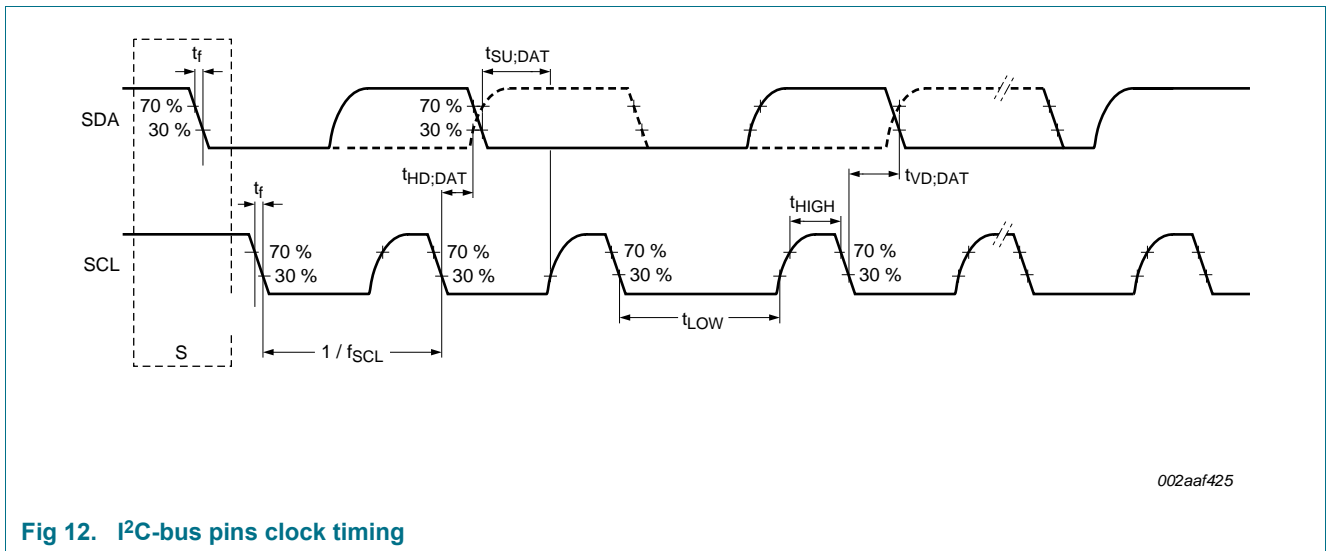 tf
tSU;DAT
70 %
30 %
SDA
70 %
30 %
tHD;DAT
tVD;DAT
tf
tHIGH
70 %
30 %
SCL
70 %
30 %
30 %
70 %
30 %
tLOW
S
1 / fSCL
002aaf425
Fig 12. I²C-bus pins clock timing